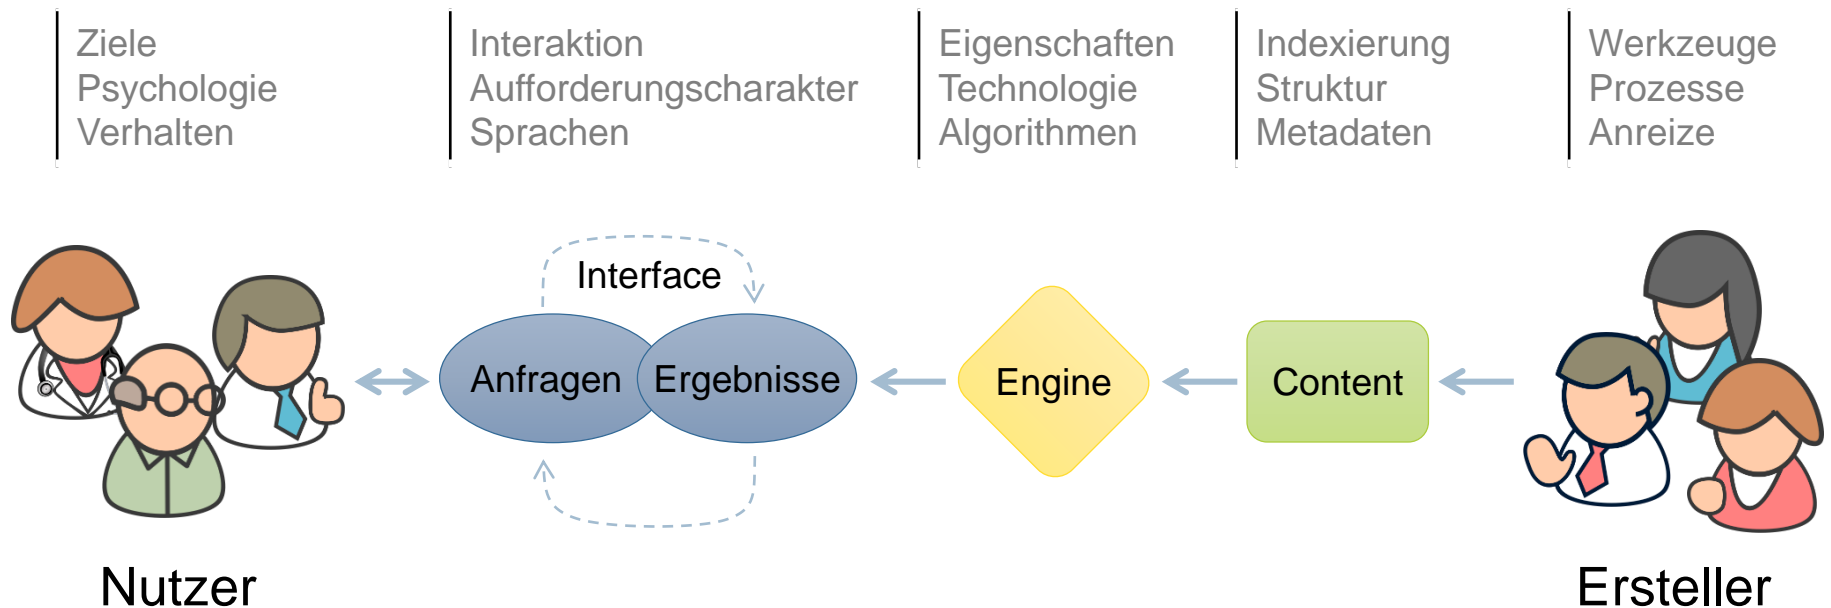 Ziele
Psychologie
Verhalten
Interaktion
Aufforderungscharakter
Sprachen
Eigenschaften
Technologie
Algorithmen
Indexierung
Struktur
Metadaten
Werkzeuge
Prozesse
Anreize
Interface
Anfragen
Ergebnisse
Engine
Content
Nutzer
Ersteller